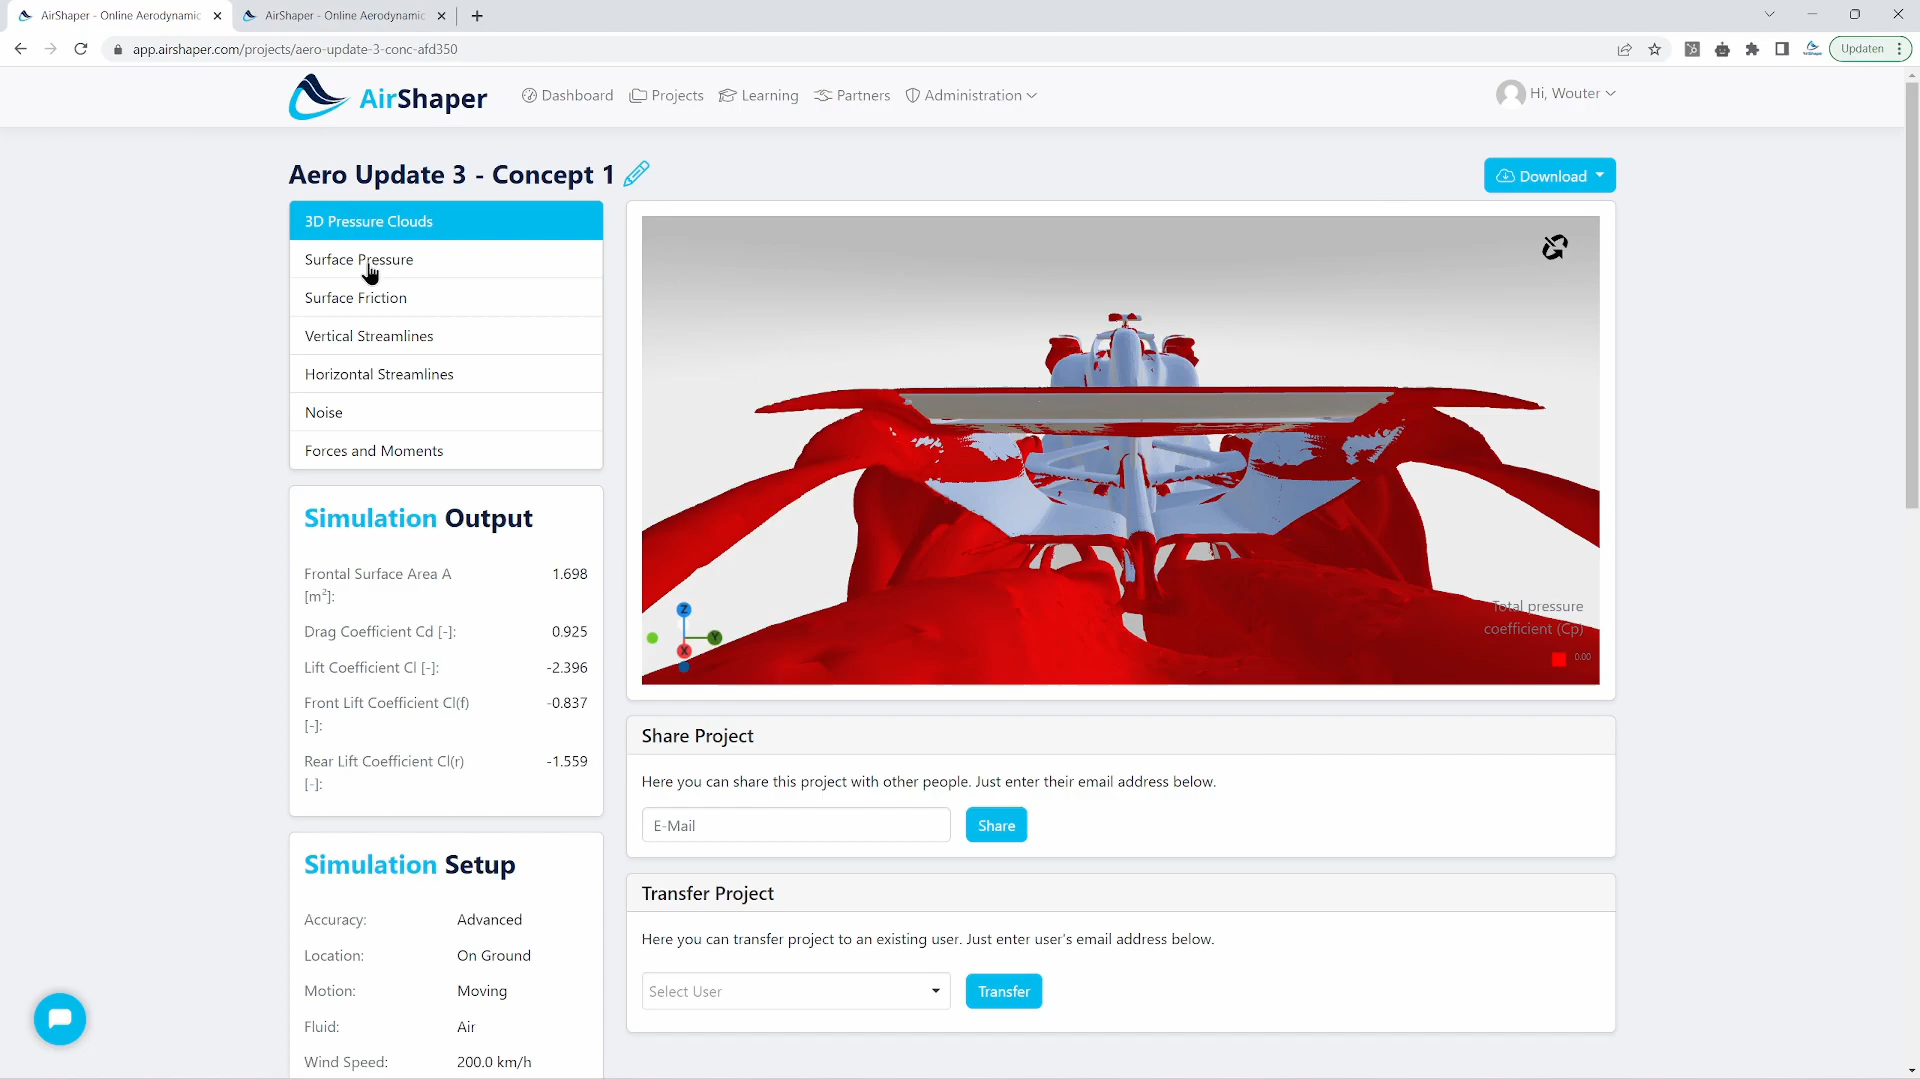 AirShaper - Online Aerodynamic
AirShaper - Online Aerodynamic
app.airshaper.com/projects/aero-update-3-conc-afd350
Updaten
AirShaper
Dashboard
Projects
Learning
Partners
Administration
Hi, Wouter
Aero Update 3 - Concept 1
Download
3D Pressure Clouds
Surface Pressure
Surface Friction
Vertical Streamlines
Horizontal Streamlines
Noise
Forces and Moments
Z
Y
X
Total pressure
coefficient (Cp)
0.00
Simulation Output
Frontal Surface Area A 1.698
[m²]:
Drag Coefficient Cd [-]: 0.925
Lift Coefficient Cl [-]: -2.396
Front Lift Coefficient Cl(f) -0.837
[-]:
Rear Lift Coefficient Cl(r) -1.559
[-]:
Simulation Setup
Accuracy: Advanced
Location: On Ground
Motion: Moving
Fluid: Air
Wind Speed: 200.0 km/h
Share Project
Here you can share this project with other people. Just enter their email address below.
E-Mail
Share
Transfer Project
Here you can transfer project to an existing user. Just enter user's email address below.
Select User
Transfer